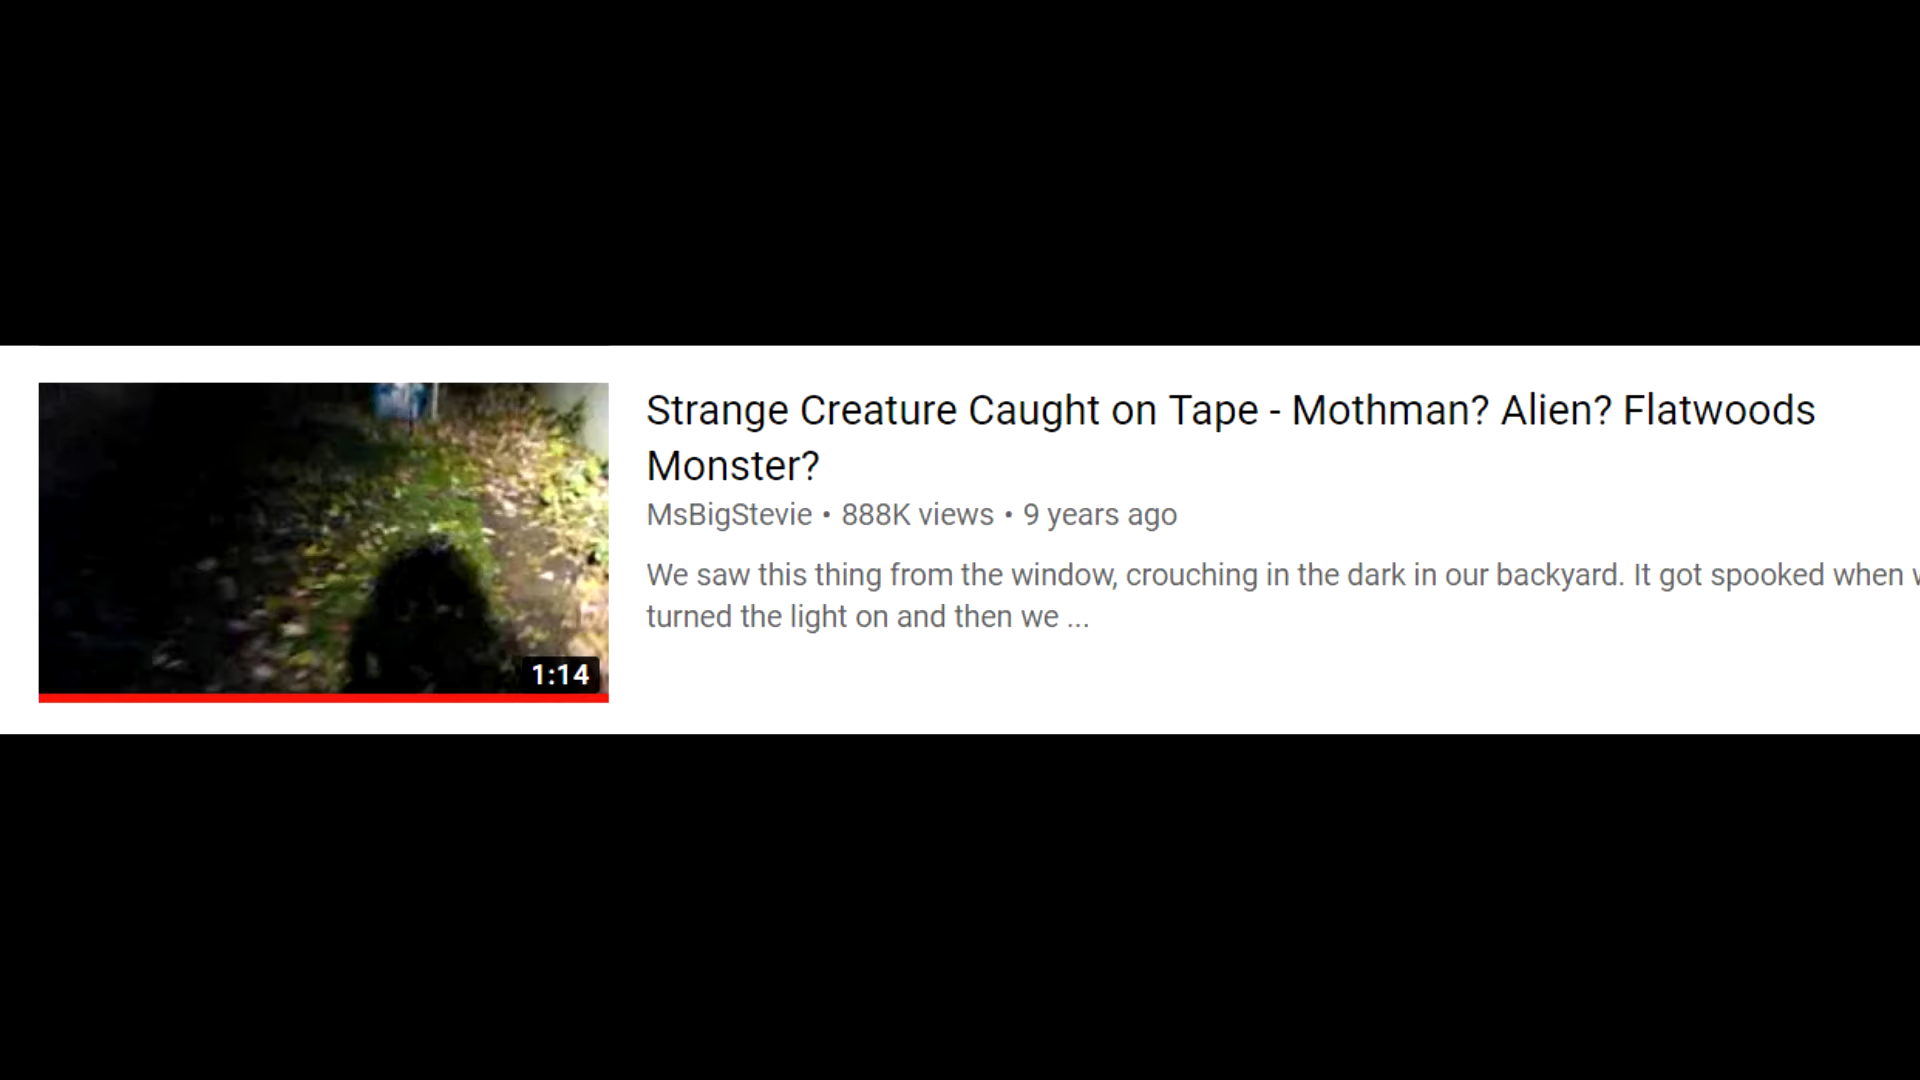 Strange Creature Caught on Tape - Mothman? Alien? Flatwoods
Monster?
MsBigStevie • 888K views • 9 years ago
We saw this thing from the window, crouching in the dark in our backyard. It got spooked when
turned the light on and then we ...
1:14